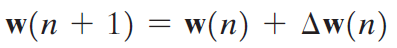 w(n + 1) = w(n) + Δw(n)